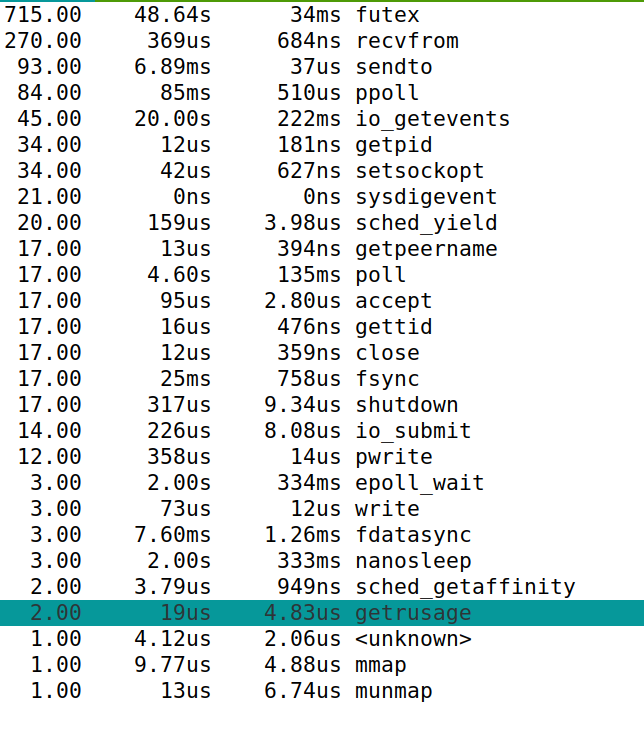 715.00 48.64s 34ms futex
270.00 369us 684ns recvfrom
93.00 6.89ms 37us sendto
84.00 85ms 510us ppoll
45.00 20.00s 222ms io_getevents
34.00 12us 181ns getpid
34.00 42us 627ns setsockopt
21.00 0ns 0ns sysdigevent
20.00 159us 3.98us sched_yield
17.00 13us 394ns getpeername
17.00 4.60s 135ms poll
17.00 95us 2.80us accept
17.00 16us 476ns gettid
17.00 12us 359ns close
17.00 25ms 758us fsync
17.00 317us 9.34us shutdown
14.00 226us 8.08us io_submit
12.00 358us 14us pwrite
3.00 2.00s 334ms epoll_wait
3.00 73us 12us write
3.00 7.60ms 1.26ms fdatasync
3.00 2.00s 333ms nanosleep
2.00 3.79us 949ns sched_getaffinity
2.00 19us 4.83us getrusage
1.00 4.12us 2.06us <unknown>
1.00 9.77us 4.88us mmap
1.00 13us 6.74us munmap